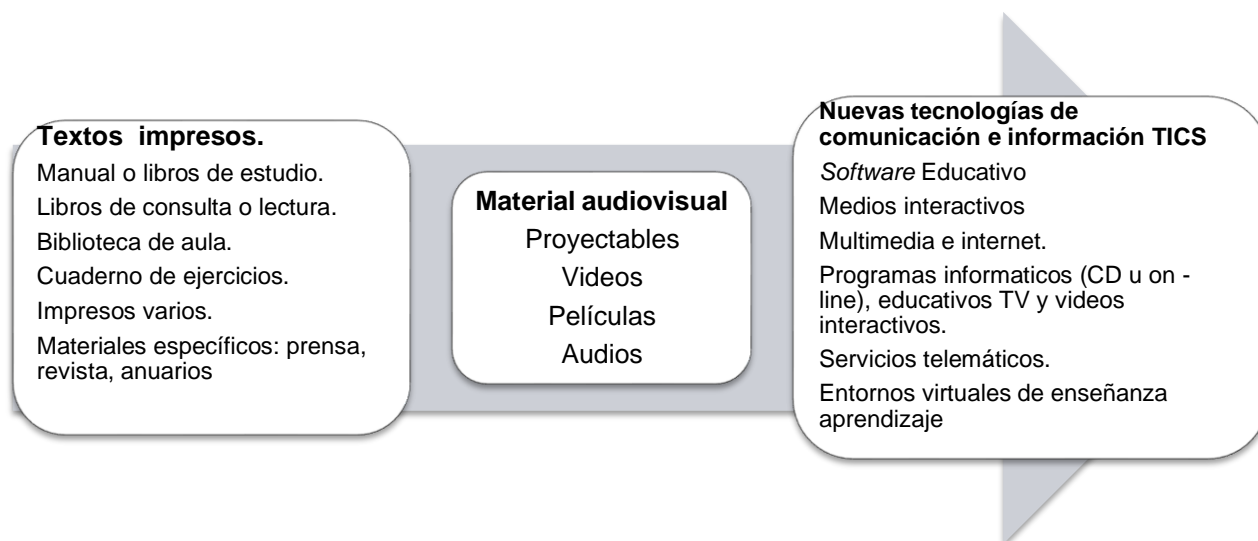 Textos impresos.
Manual o libros de estudio.
Libros de consulta o lectura.
Biblioteca de aula.
Cuaderno de ejercicios.
Impresos varios.
Materiales específicos: prensa,
revista, anuarios
Material audiovisual
Proyectables
Videos
Películas
Audios
Nuevas tecnologías de
comunicación e información TICS
Software Educativo
Medios interactivos
Multimedia e internet.
Programas informaticos (CD u on -
line), educativos TV y videos
interactivos.
Servicios telemáticos.
Entornos virtuales de enseñanza
aprendizaje